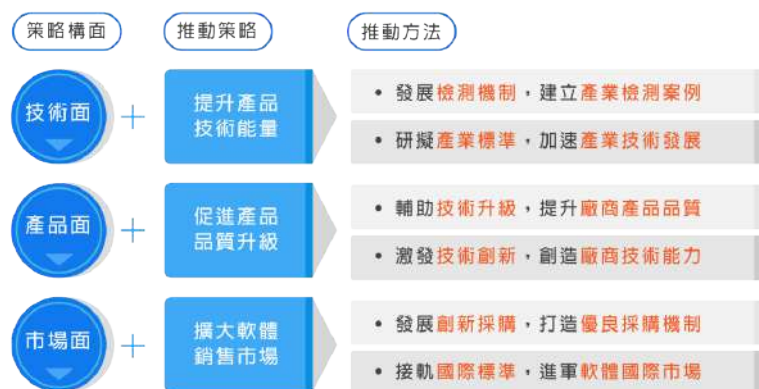 策略構面
推動策略
推動方法
技術面
提升產品
技術能量
• 發展檢測機制，建立產業檢測案例
• 研擬產業標準，加速產業技術發展
產品面
促進產品
品質升級
• 輔助技術升級，提升廠商產品品質
• 激發技術創新，創造廠商技術能力
市場面
擴大軟體
銷售市場
• 發展創新採購，打造優良採購機制
• 接軌國際標準，進軍軟體國際市場